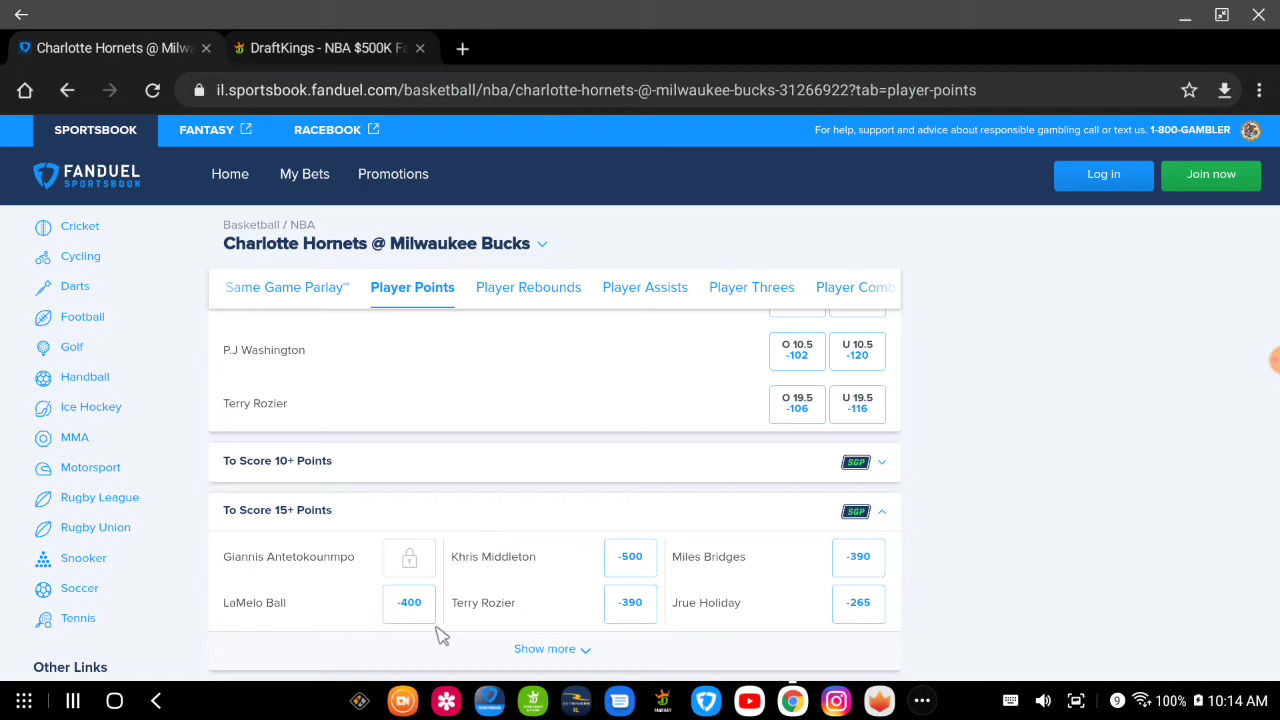 Charlotte Hornets @ Milwa
DraftKings - NBA $500K Fa
il.sportsbook.fanduel.com/basketball/nba/charlotte-hornets-@-milwaukee-bucks-31266922?tab=player-points
SPORTSBOOK
FANTASY
RACEBOOK
For help, support and advice about responsible gambling call or text us. 1-800-GAMBLER
FANDUEL
SPORTSBOOK
Home
My Bets
Promotions
Log in
Join now
Cricket
Cycling
Darts
Football
Golf
Handball
Ice Hockey
MMA
Motorsport
Rugby League
Rugby Union
Snooker
Soccer
Tennis
Other Links
Basketball / NBA
Charlotte Hornets @ Milwaukee Bucks
Same Game Parlay™
Player Points
Player Rebounds
Player Assists
Player Threes
Player Comb
P.J Washington
O 10.5
-102
U 10.5
-120
Terry Rozier
O 19.5
-106
U 19.5
-116
To Score 10+ Points
SGP
To Score 15+ Points
SGP
Giannis Antetokounmpo
Khris Middleton
-500
Miles Bridges
-390
LaMelo Ball
-400
Terry Rozier
-390
Jrue Holiday
-265
Show more
9
100%
10:14 AM